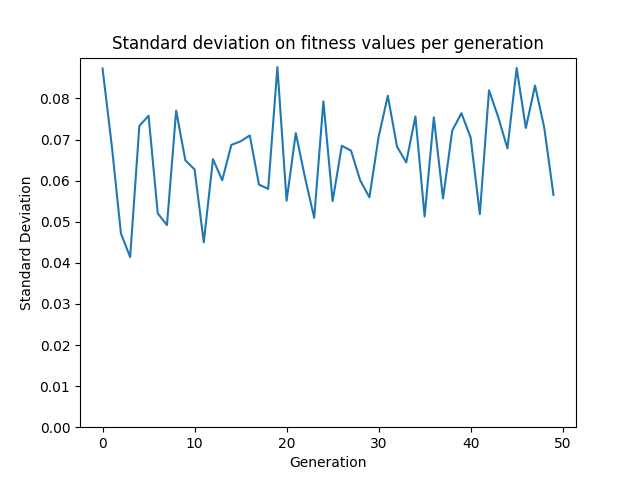 Standard deviation on fitness values per generation
0.08
0.07
0.06
0.05
0.04
0.03
0.02
0.01
0.00
Standard Deviation
0 10 20 30 40 50
Generation